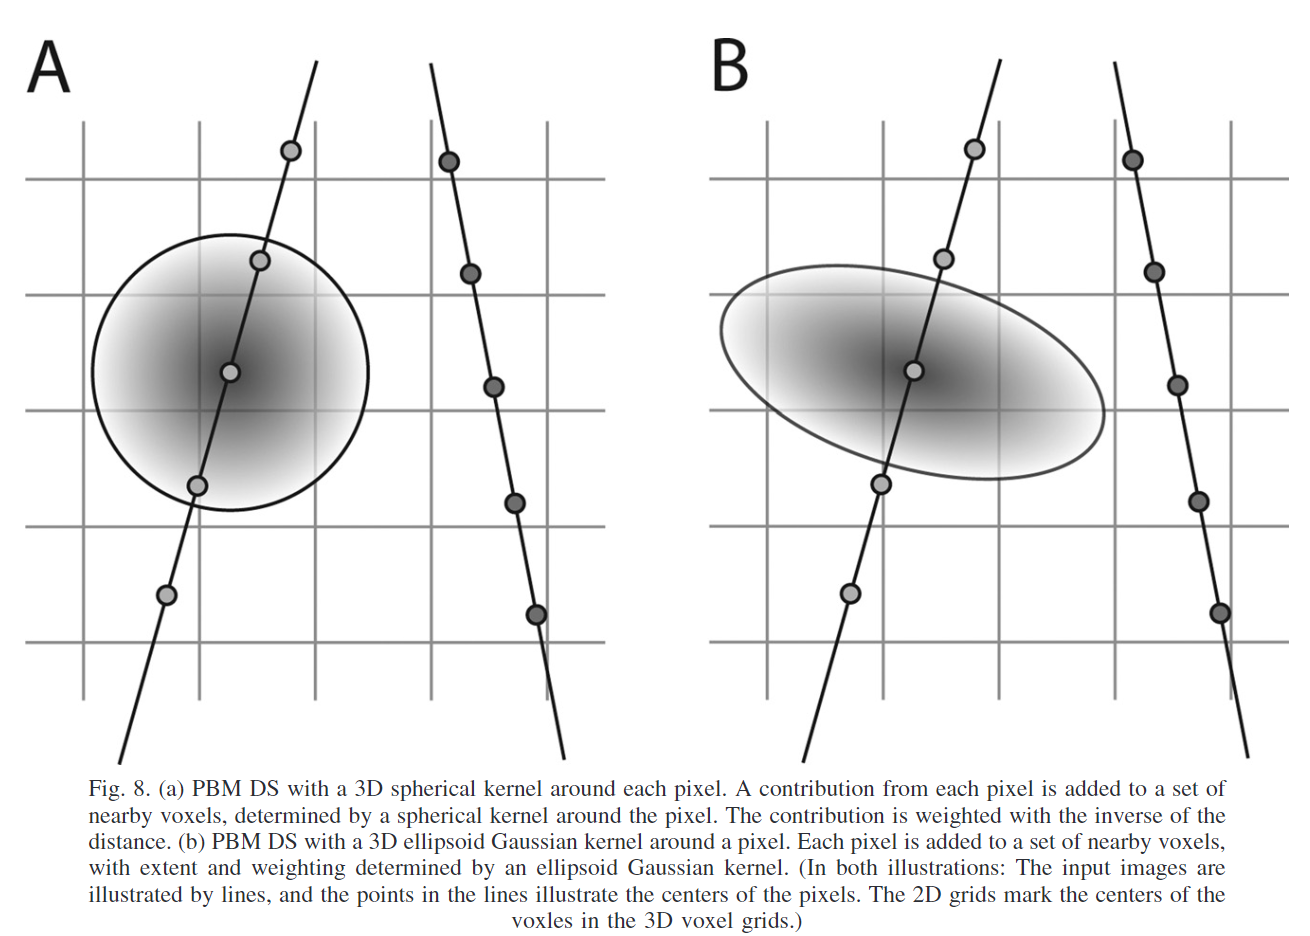 A
B
Fig. 8. (a) PBM DS with a 3D spherical kernel around each pixel. A contribution from each pixel is added to a set of
nearby voxels, determined by a spherical kernel around the pixel. The contribution is weighted with the inverse of the
distance. (b) PBM DS with a 3D ellipsoid Gaussian kernel around a pixel. Each pixel is added to a set of nearby voxels,
with extent and weighting determined by an ellipsoid Gaussian kernel. (In both illustrations: The input images are
illustrated by lines, and the points in the lines illustrate the centers of the pixels. The 2D grids mark the centers of the
voxles in the 3D voxel grids.)